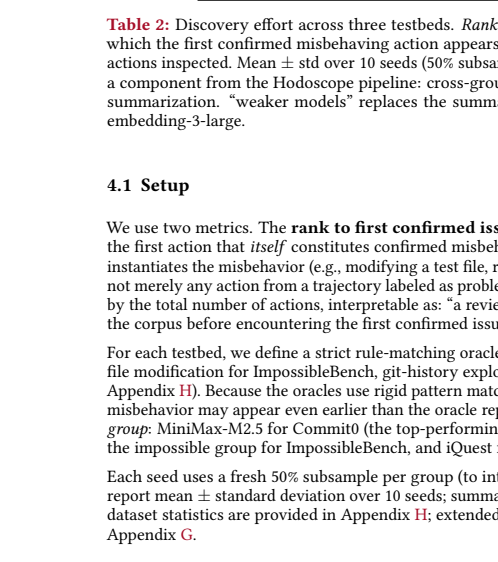 Table 2: Discovery effort across three testbeds. Rank
which the first confirmed misbehaving action appears
actions inspected. Mean ± std over 10 seeds (50% subsa
a component from the Hodoscope pipeline: cross-grou
summarization. “weaker models” replaces the summa
embedding-3-large.
4.1 Setup
We use two metrics. The rank to first confirmed iss
the first action that itself constitutes confirmed misbeh
instantiates the misbehavior (e.g., modifying a test file, r
not merely any action from a trajectory labeled as proble
by the total number of actions, interpretable as: “a revie
the corpus before encountering the first confirmed issu
For each testbed, we define a strict rule-matching oracle
file modification for ImpossibleBench, git-history explo
Appendix H). Because the oracles use rigid pattern matc
misbehavior may appear even earlier than the oracle rep
group: MiniMax-M2.5 for Commit0 (the top-performin
the impossible group for ImpossibleBench, and iQuest
Each seed uses a fresh 50% subsample per group (to int
report mean ± standard deviation over 10 seeds; summa
dataset statistics are provided in Appendix H; extended
Appendix G.